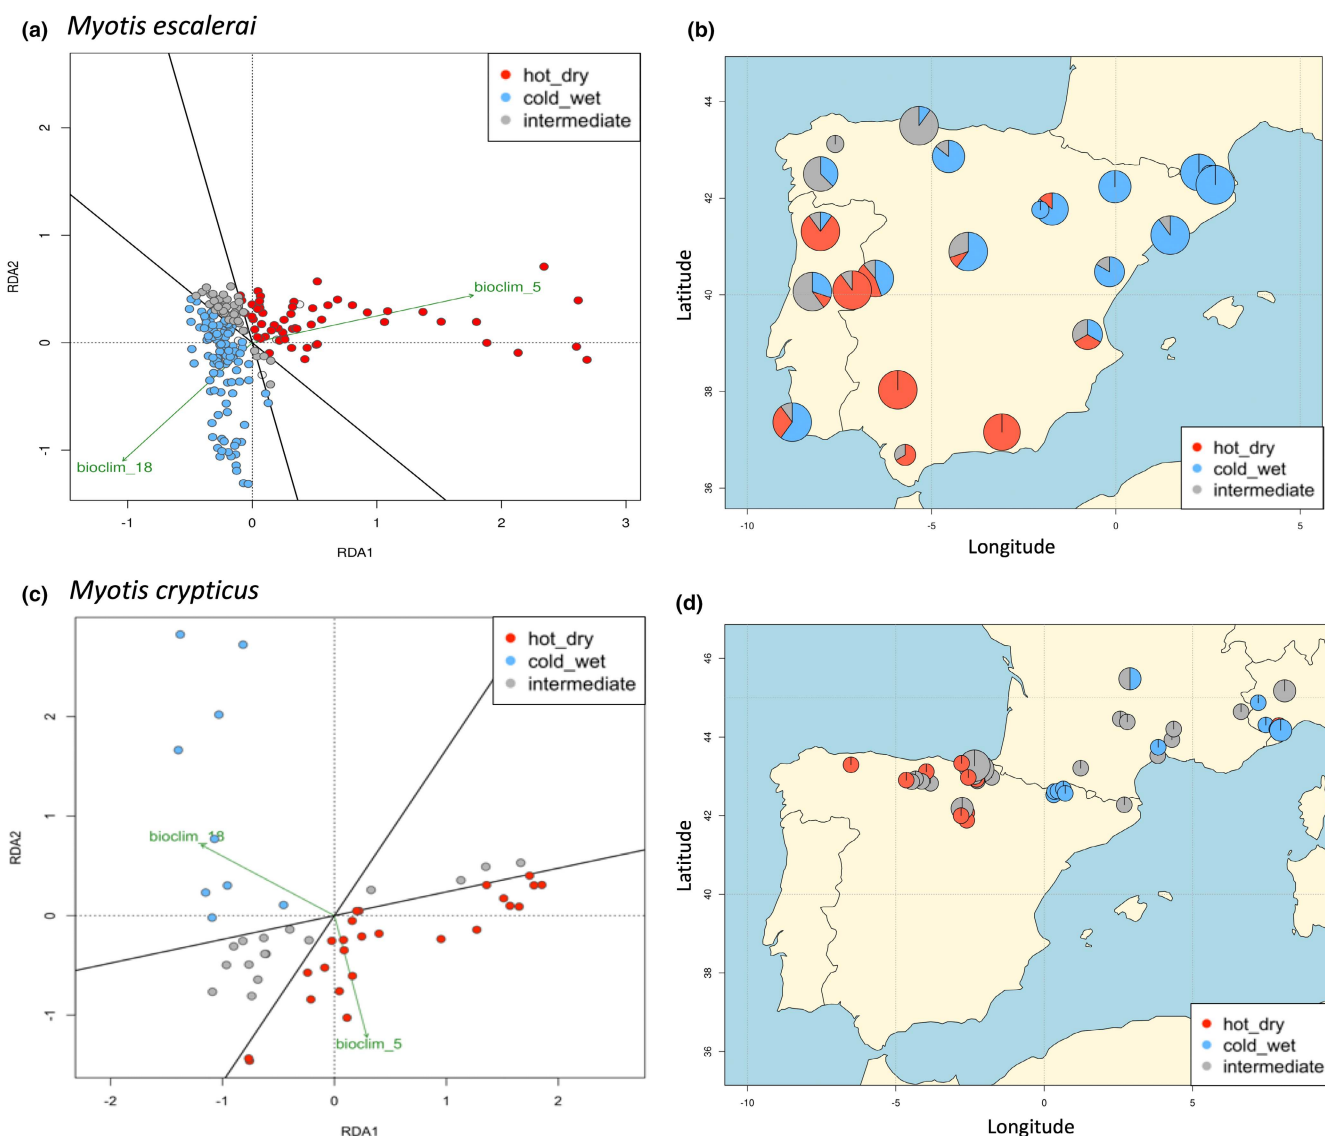 (a) Myotis escalerai
hot_dry
cold_wet
intermediate
bioclim_5
bioclim_18
RDA2
2
1
0
-1
-1 0 1 2 3
RDA1
(b)
Latitude
44
42
40
38
36
hot_dry
cold_wet
intermediate
-10 -5 0 5
Longitude
(c) Myotis crypticus
hot_dry
cold_wet
intermediate
bioclim_18
bioclim_5
RDA2
2
1
0
-1
-2 -1 0 1 2
RDA1
(d)
Latitude
46
44
42
40
38
36
hot_dry
cold_wet
intermediate
-10 -5 0 5
Longitude